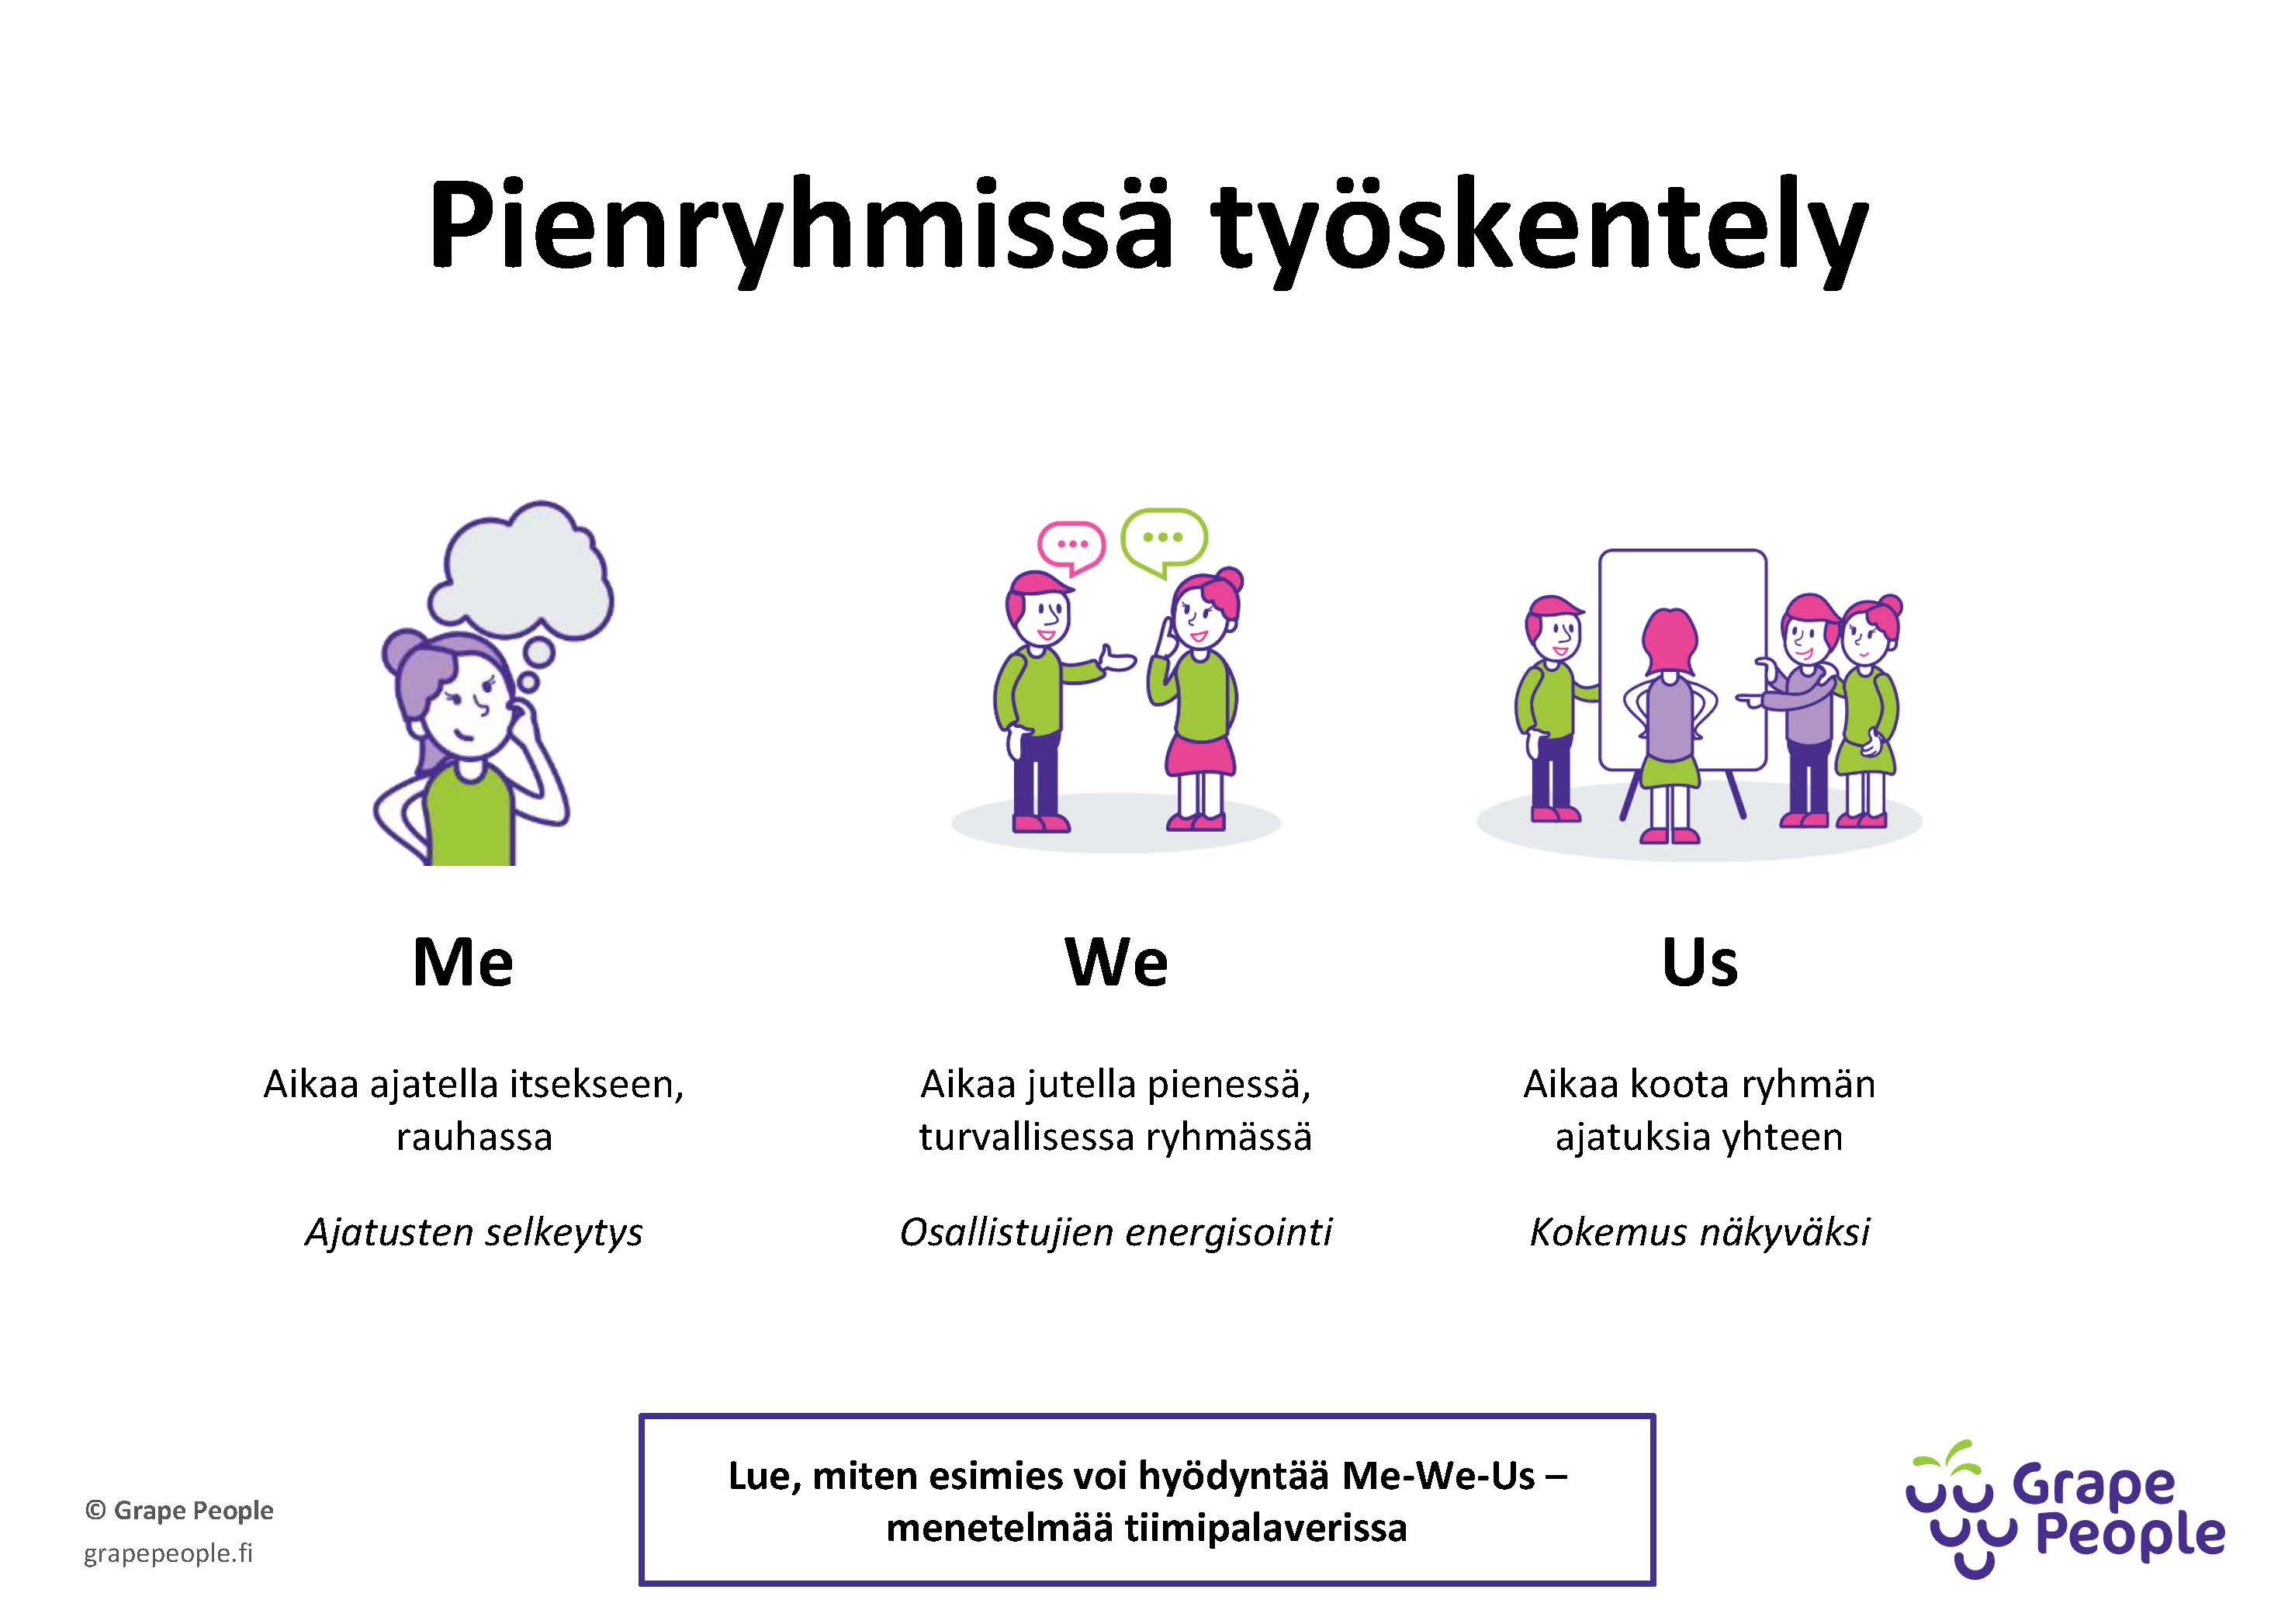 Pienryhmissä työskentely
Me
Aikaa ajatella itsekseen,
rauhassa
Ajatusten selkeytys
We
Aikaa jutella pienessä,
turvallisessa ryhmässä
Osallistujien energisointi
Us
Aikaa koota ryhmän
ajatuksia yhteen
Kokemus näkyväksi
Lue, miten esimies voi hyödyntää Me-We-Us –
menetelmää tiimipalaverissa
© Grape People
grapepeople.fi
Grape
People